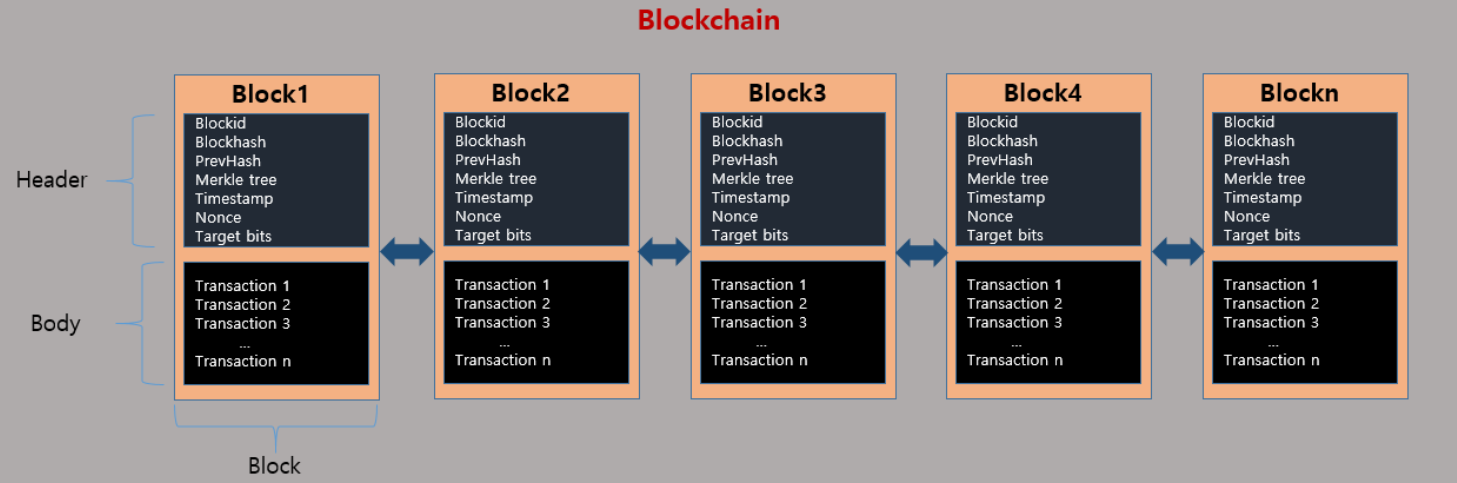 Blockchain
Block1
Blockid
Blockhash
PrevHash
Merkle tree
Timestamp
Nonce
Target bits
Transaction 1
Transaction 2
Transaction 3
...
Transaction n
Block2
Blockid
Blockhash
PrevHash
Merkle tree
Timestamp
Nonce
Target bits
Transaction 1
Transaction 2
Transaction 3
...
Transaction n
Block3
Blockid
Blockhash
PrevHash
Merkle tree
Timestamp
Nonce
Target bits
Transaction 1
Transaction 2
Transaction 3
...
Transaction n
Block4
Blockid
Blockhash
PrevHash
Merkle tree
Timestamp
Nonce
Target bits
Transaction 1
Transaction 2
Transaction 3
...
Transaction n
Blockn
Blockid
Blockhash
PrevHash
Merkle tree
Timestamp
Nonce
Target bits
Transaction 1
Transaction 2
Transaction 3
...
Transaction n
Header
Body
Block